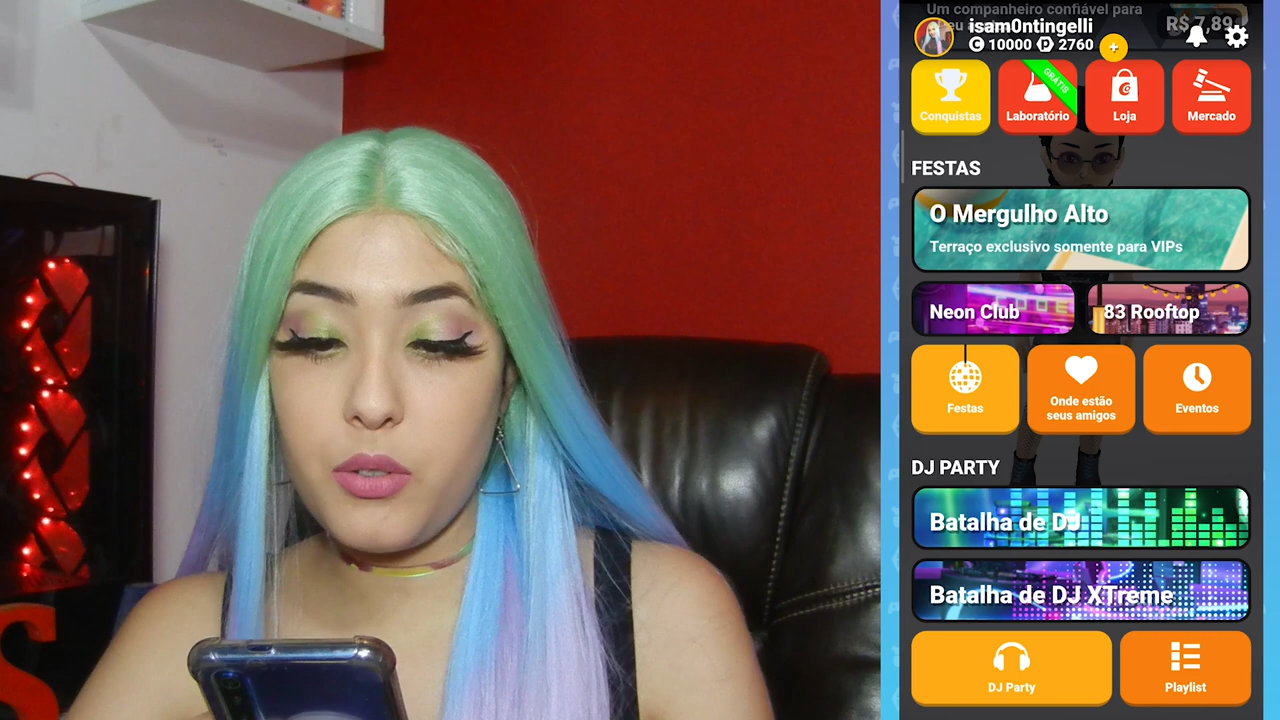 Um companheiro confiável para
R$ 7,89
isam0ntingelli
10000 2760
GRÁTIS
Conquistas
Laboratório
Loja
Mercado
FESTAS
O Mergulho Alto
Terraço exclusivo somente para VIPs
Neon Club
83 Rooftop
Festas
Onde estão
seus amigos
Eventos
DJ PARTY
Batalha de DJ
Batalha de DJ XTreme
DJ Party
Playlist